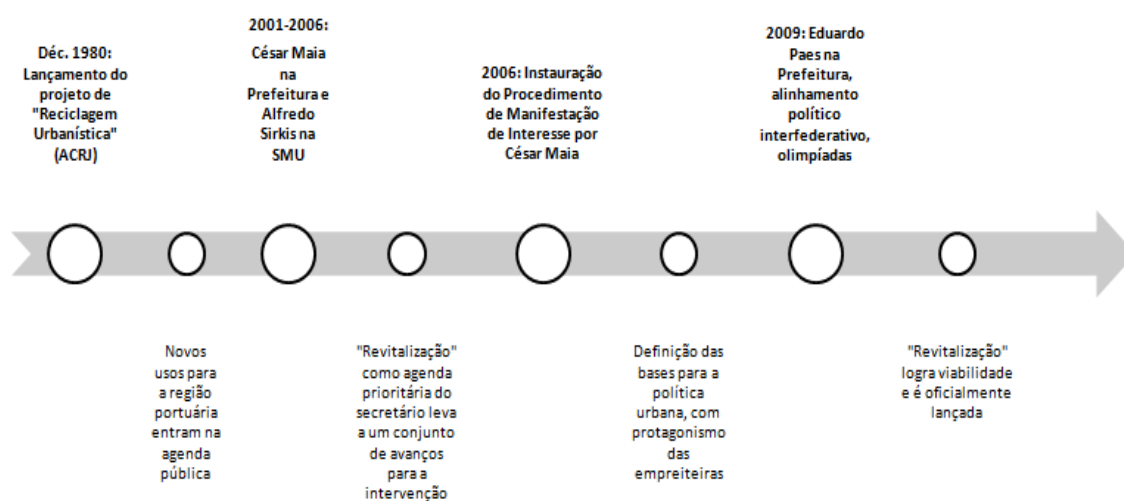 Déc. 1980:
Lançamento do
projeto de
"Reciclagem
Urbanística"
(ACRJ)
2001-2006:
César Maia
na
Prefeitura e
Alfredo
Sirkis na
SMU
2006: Instauração
do Procedimento
de Manifestação
de Interesse por
César Maia
2009: Eduardo
Paes na
Prefeitura,
alinhamento
político
interfederativo,
olimpíadas
Novos
usos para
a região
portuária
entram na
agenda
pública
"Revitalização"
como agenda
prioritária do
secretário leva
a um conjunto
de avanços
para a
intervenção
Definição das
bases para a
política
urbana, com
protagonismo
das
empreiteiras
"Revitalização"
logra viabilidade
e é oficialmente
lançada